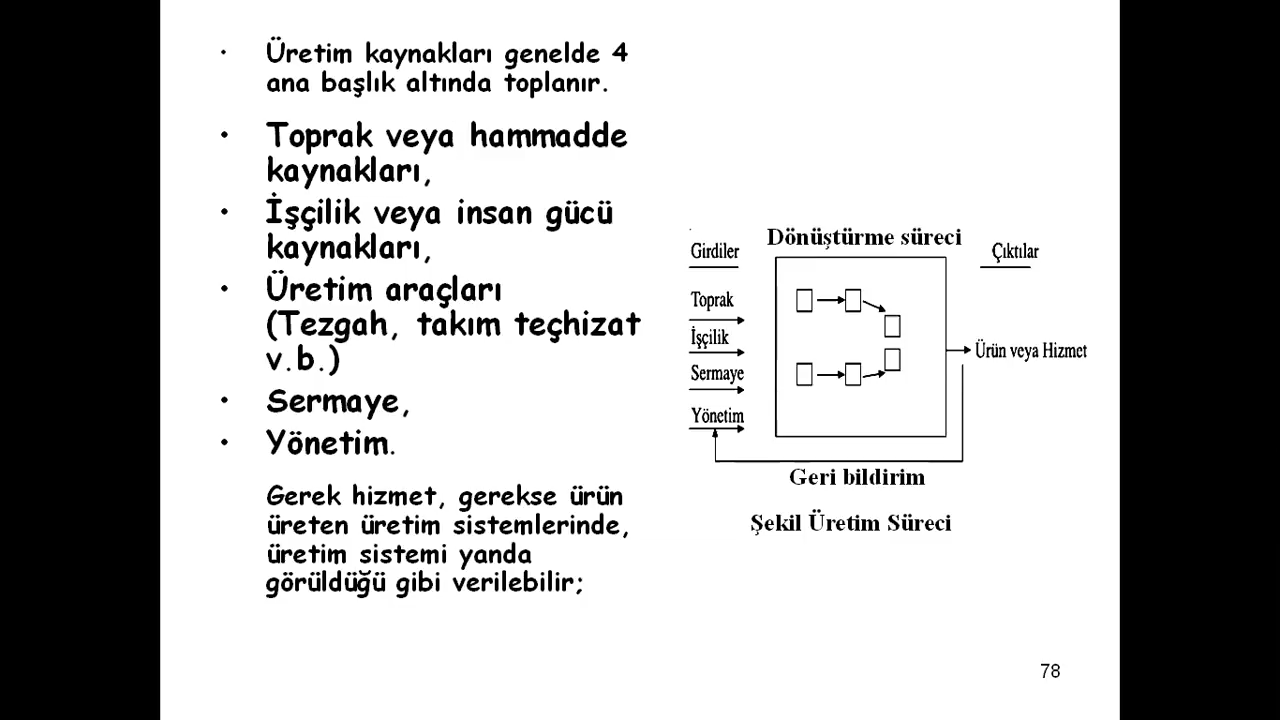 • Üretim kaynakları genelde 4
ana başlık altında toplanır.
• Toprak veya hammadde
kaynakları,
• İşçilik veya insan gücü
kaynakları,
• Üretim araçları
(Tezgah, takım teçhizat
v.b.)
• Sermaye,
• Yönetim.
Gerek hizmet, gerekse ürün
üreten üretim sistemlerinde,
üretim sistemi yanda
görüldüğü gibi verilebilir;
Girdiler
Dönüştürme süreci
Çıktılar
Toprak
İşçilik
Sermaye
Yönetim
Ürün veya Hizmet
Geri bildirim
Şekil Üretim Süreci
78